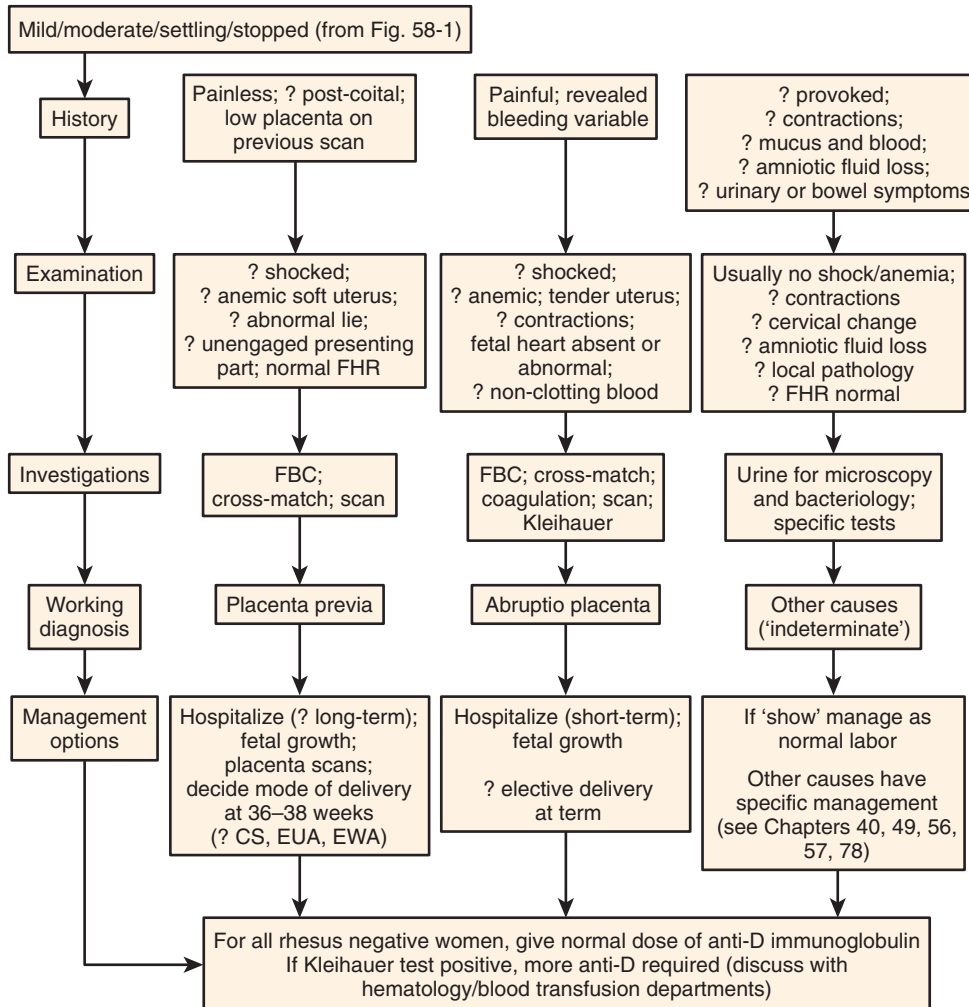 Mild/moderate/settling/stopped (from Fig. 58-1)
History
Painless; ? post-coital;
low placenta on
previous scan
Painful; revealed
bleeding variable
? provoked;
? contractions;
? mucus and blood;
? amniotic fluid loss;
? urinary or bowel symptoms
Examination
? shocked;
? anemic soft uterus;
? abnormal lie;
? unengaged presenting
part; normal FHR
? shocked;
? anemic; tender uterus;
? contractions;
fetal heart absent or
abnormal;
? non-clotting blood
Usually no shock/anemia;
? contractions
? cervical change
? amniotic fluid loss
? local pathology
? FHR normal
Investigations
FBC;
cross-match; scan
FBC; cross-match;
coagulation; scan;
Kleihauer
Urine for microscopy
and bacteriology;
specific tests
Working
diagnosis
Placenta previa
Abruptio placenta
Other causes
(‘indeterminate’)
Management
options
Hospitalize (? long-term);
fetal growth;
placenta scans;
decide mode of delivery
at 36–38 weeks
(? CS, EUA, EWA)
Hospitalize (short-term);
fetal growth
? elective delivery
at term
If ‘show’ manage as
normal labor
Other causes have
specific management
(see Chapters 40, 49, 56,
57, 78)
For all rhesus negative women, give normal dose of anti-D immunoglobulin
If Kleihauer test positive, more anti-D required (discuss with
hematology/blood transfusion departments)